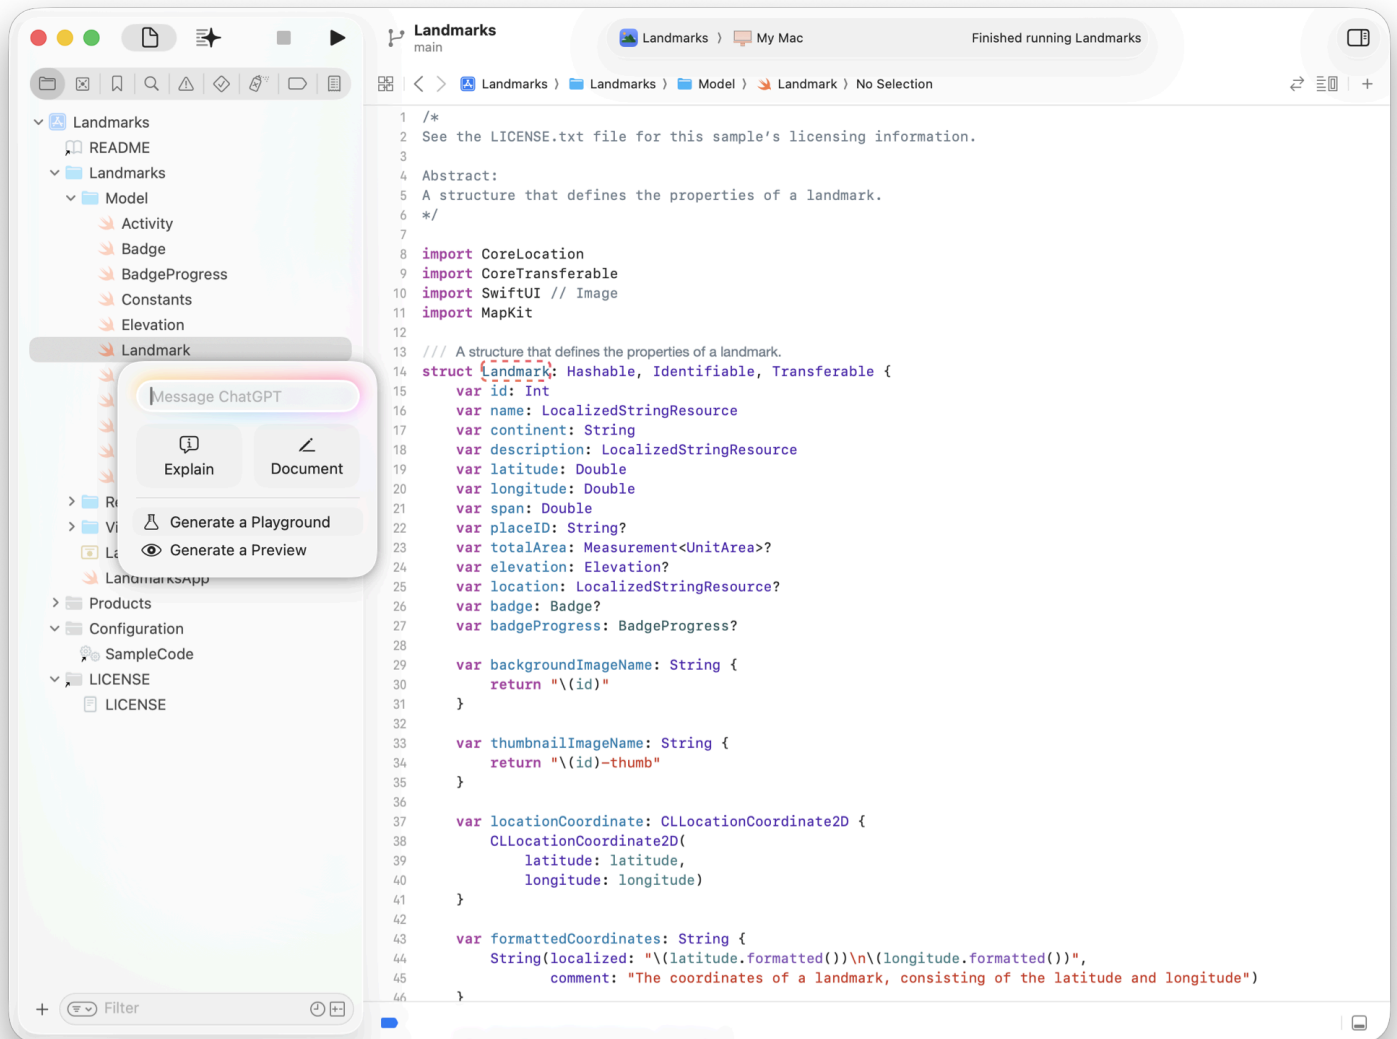 Landmarks
main
Landmarks 〉 My Mac
Finished running Landmarks
Landmarks 〉 Landmarks 〉 Model 〉 Landmark 〉 No Selection
Landmarks
README
Landmarks
Model
Activity
Badge
BadgeProgress
Constants
Elevation
Landmark
Message ChatGPT
Explain
Document
Generate a Playground
Generate a Preview
LandmarksApp
Products
Configuration
SampleCode
LICENSE
LICENSE
Filter
1 /*
2 See the LICENSE.txt file for this sample’s licensing information.
3
4 Abstract:
5 A structure that defines the properties of a landmark.
6 */
7
8 import CoreLocation
9 import CoreTransferable
10 import SwiftUI // Image
11 import MapKit
12
13 /// A structure that defines the properties of a landmark.
14 struct Landmark: Hashable, Identifiable, Transferable {
15 var id: Int
16 var name: LocalizedStringResource
17 var continent: String
18 var description: LocalizedStringResource
19 var latitude: Double
20 var longitude: Double
21 var span: Double
22 var placeID: String?
23 var totalArea: Measurement<UnitArea>?
24 var elevation: Elevation?
25 var location: LocalizedStringResource?
26 var badge: Badge?
27 var badgeProgress: BadgeProgress?
28
29 var backgroundImageName: String {
30 return "\(id)"
31 }
32
33 var thumbnailImageName: String {
34 return "\(id)-thumb"
35 }
36
37 var locationCoordinate: CLLocationCoordinate2D {
38 CLLocationCoordinate2D(
39 latitude: latitude,
40 longitude: longitude)
41 }
42
43 var formattedCoordinates: String {
44 String(localized: "\(latitude.formatted())\n\(longitude.formatted())",
45 comment: "The coordinates of a landmark, consisting of the latitude and longitude")
46 }